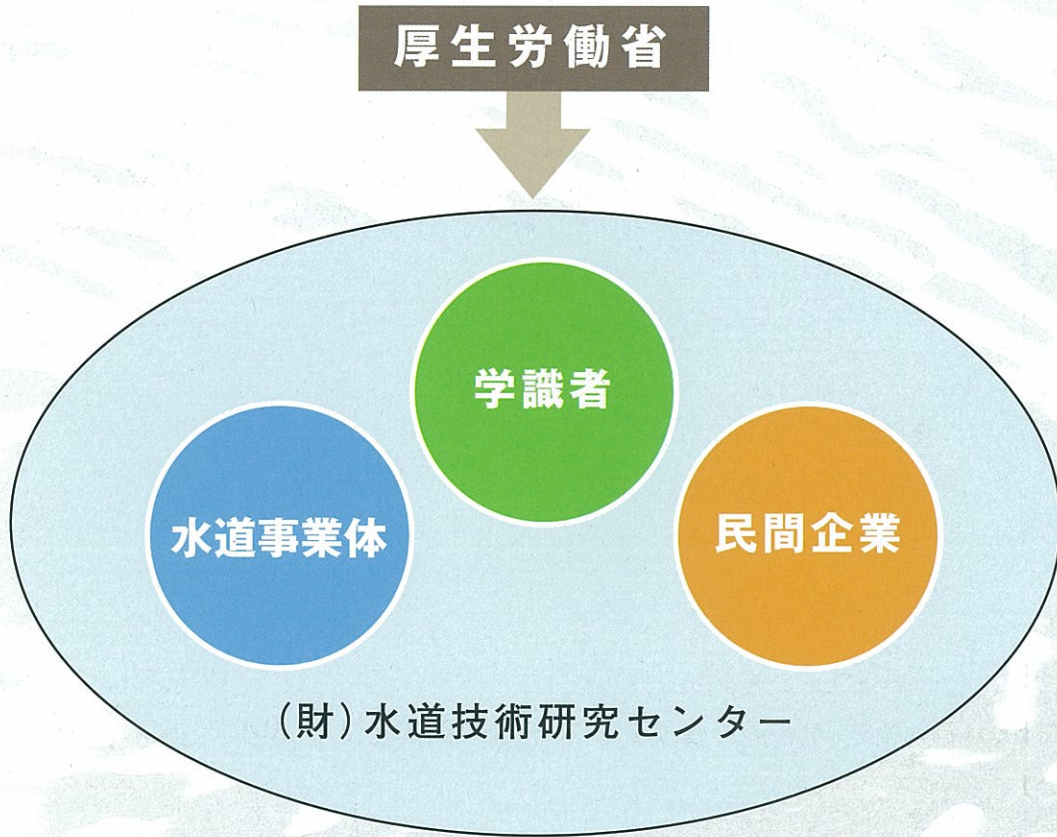 厚生労働省
学識者
水道事業体
民間企業
(財)水道技術研究センター